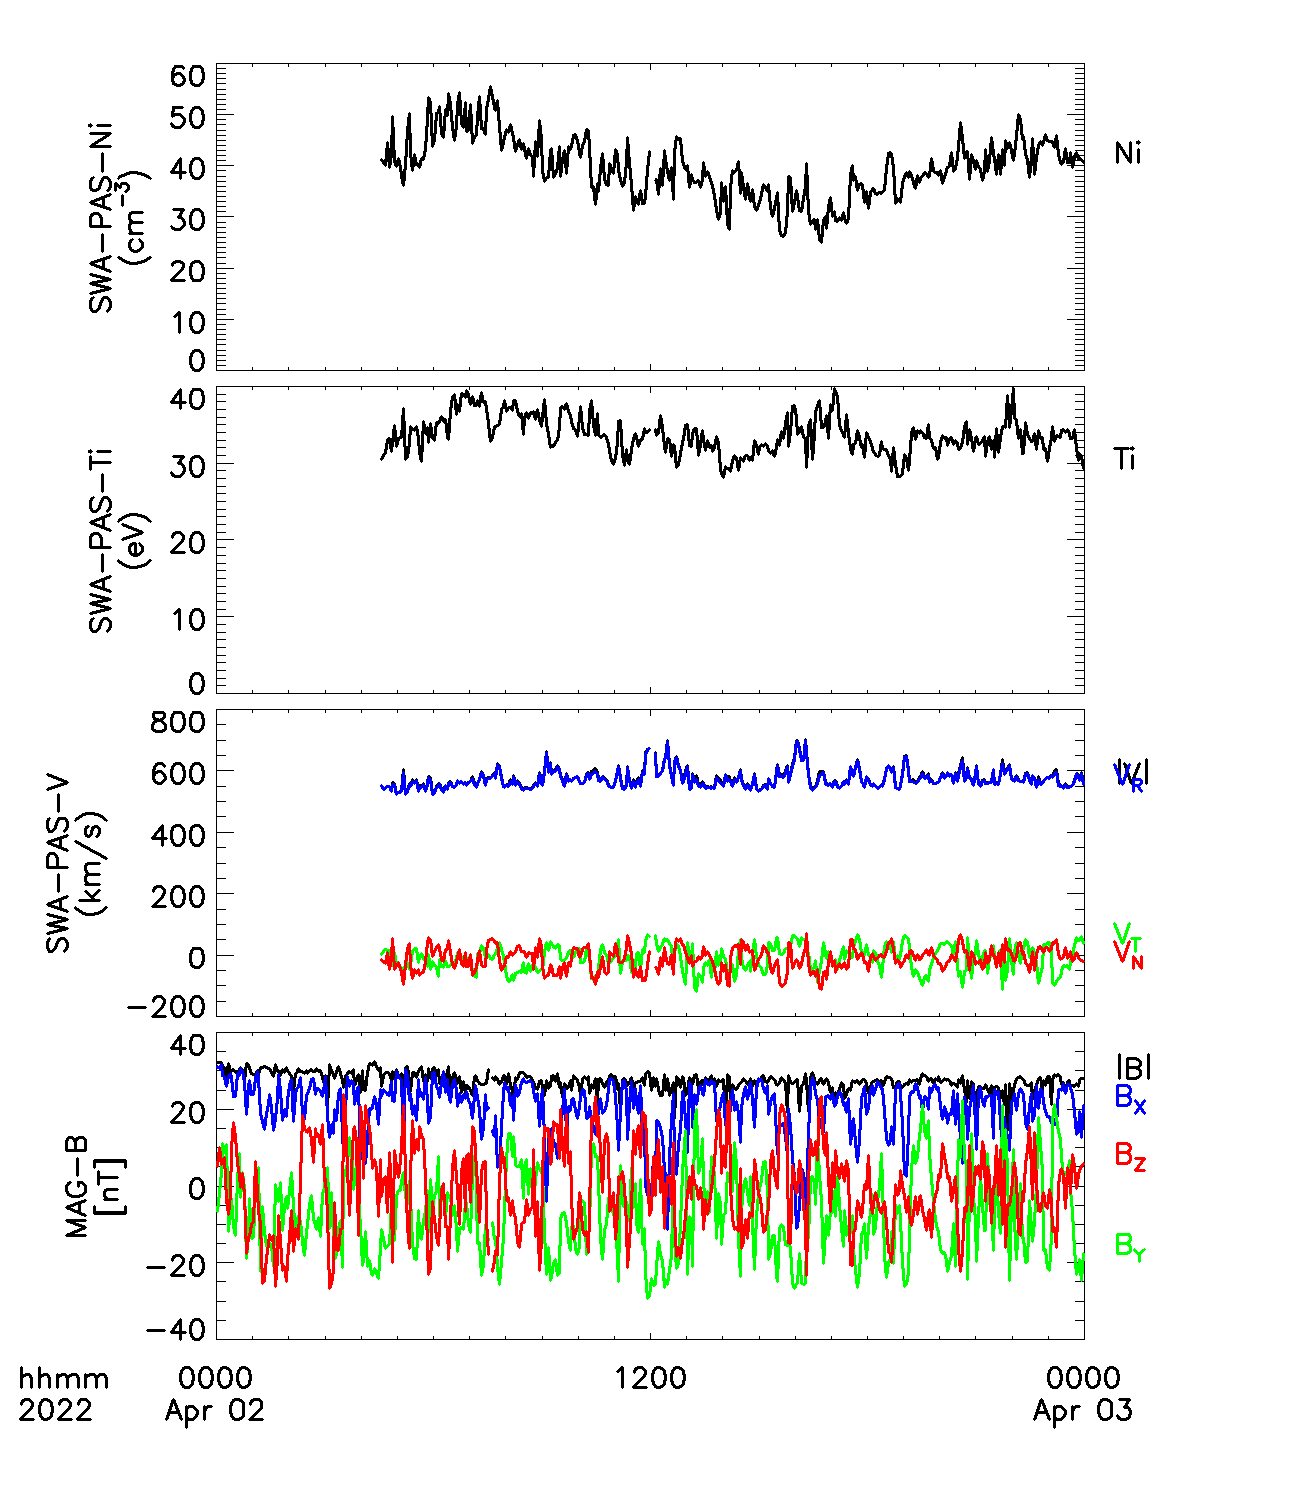 60
50
40
30
20
10
0
SWA-PAS-Ni
(cm⁻³)
Ni
40
30
20
10
0
SWA-PAS-Ti
(eV)
Ti
800
600
400
200
0
-200
SWA-PAS-V
(km/s)
|V|
V_R
V_T
V_N
40
20
0
-20
-40
MAG-B
[nT]
|B|
B_X
B_Z
B_Y
hhmm 0000 1200 0000
2022 Apr 02 Apr 03